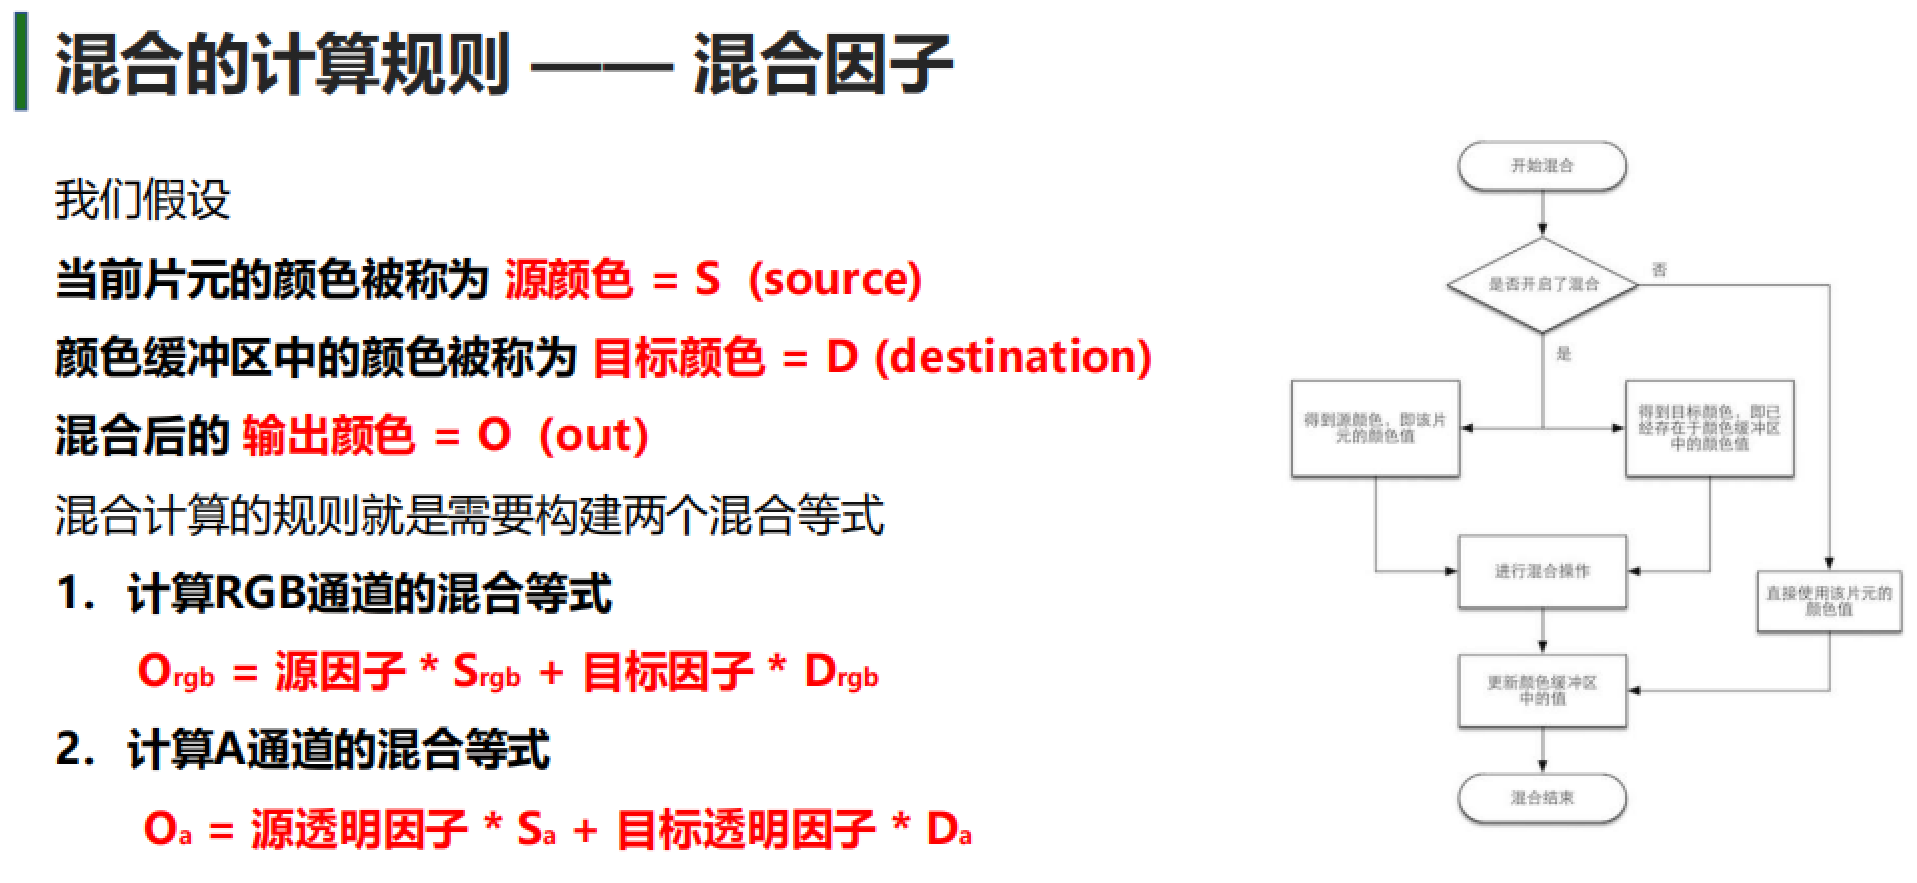 混合的计算规则 —— 混合因子
我们假设
当前片元的颜色被称为 源颜色 = S (source)
颜色缓冲区中的颜色被称为 目标颜色 = D (destination)
混合后的 输出颜色 = O (out)
混合计算的规则就是需要构建两个混合等式
1. 计算RGB通道的混合等式
Orgb = 源因子 * Srgb + 目标因子 * Drgb
2. 计算A通道的混合等式
Oa = 源透明因子 * Sa + 目标透明因子 * Da
开始混合
是否开启了混合
否
是
得到源颜色，即该片
元的颜色值
得到目标颜色，即已
经存在于颜色缓冲区
中的颜色值
进行混合操作
直接使用该片元的
颜色值
更新颜色缓冲区
中的值
混合结束